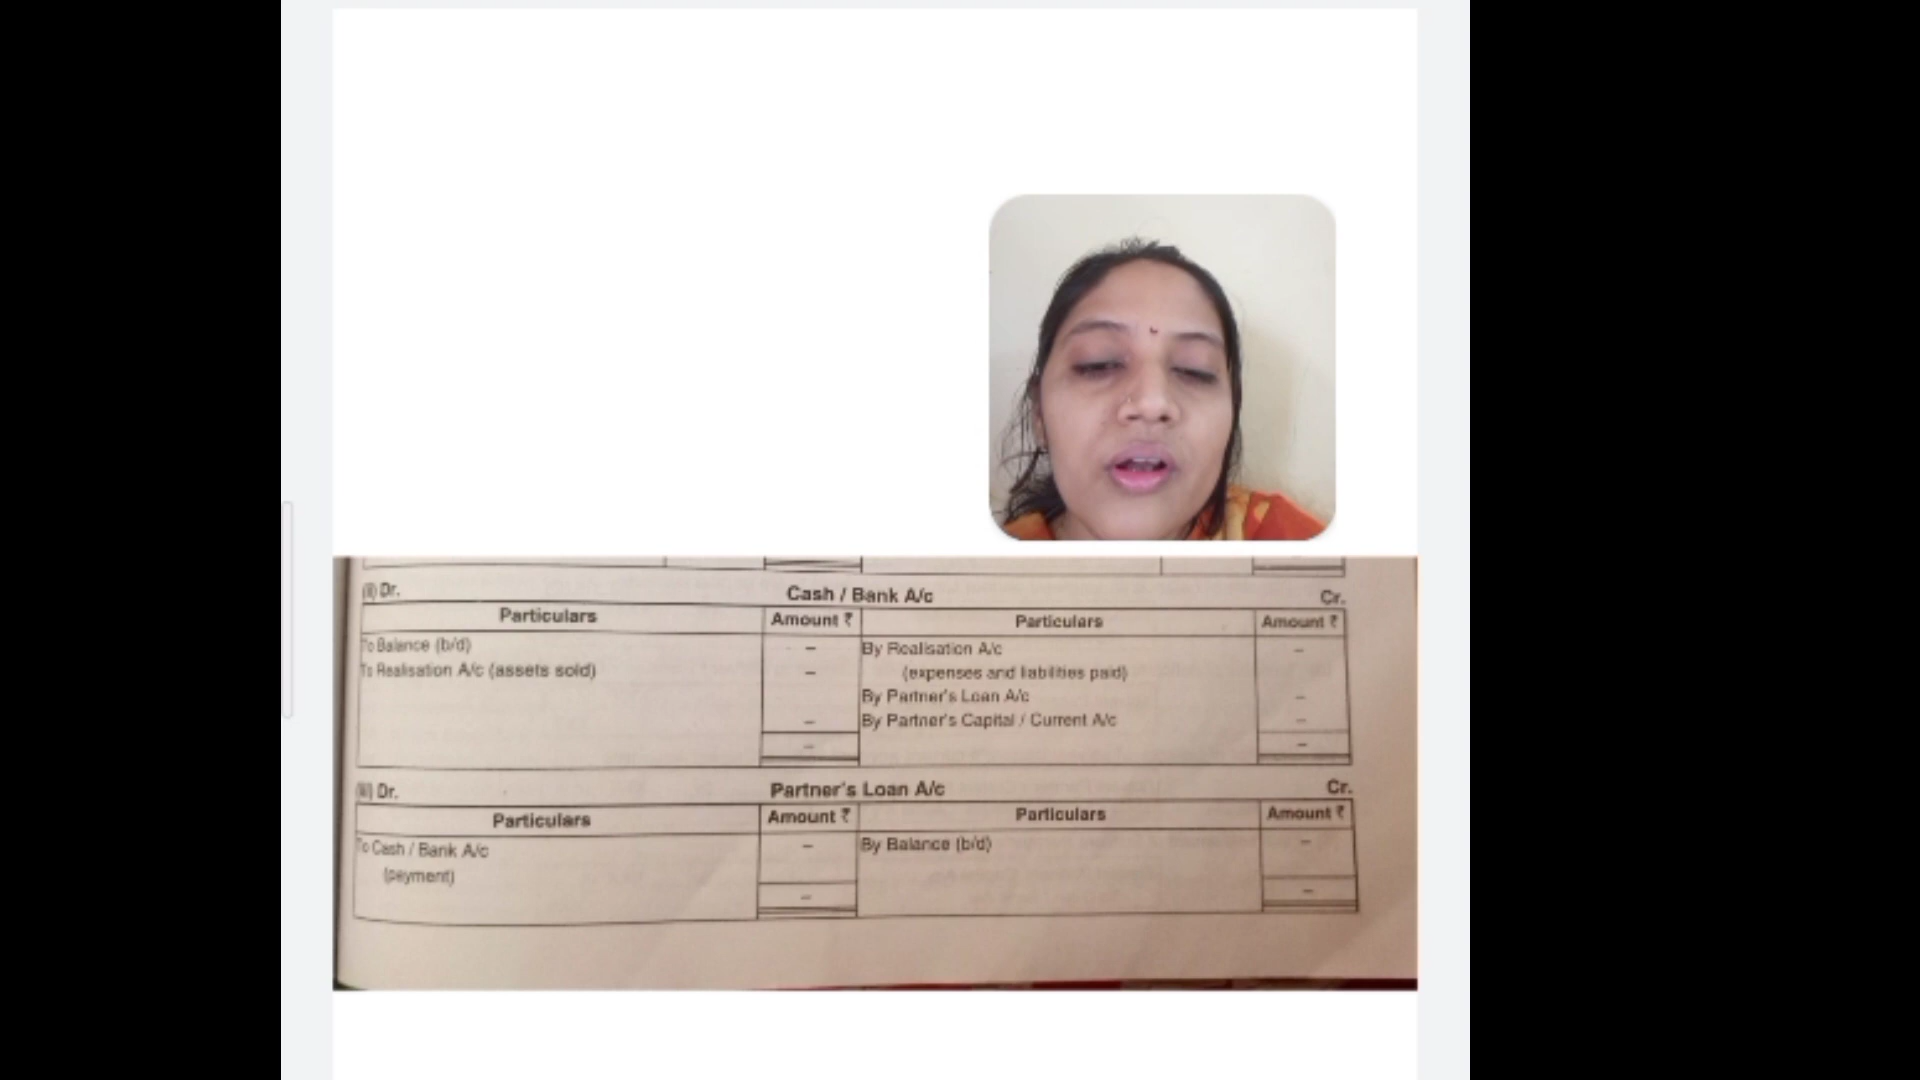 (ii) Dr. Cash / Bank A/c Cr.
Particulars Amount ₹ Particulars Amount ₹
To Balance (b/d) – By Realisation A/c –
To Realisation A/c (assets sold) – (expenses and liabilities paid)
By Partner's Loan A/c –
– By Partner's Capital / Current A/c –
– –
(iii) Dr. Partner's Loan A/c Cr.
Particulars Amount ₹ Particulars Amount ₹
To Cash / Bank A/c – By Balance (b/d) –
(payment)
– –